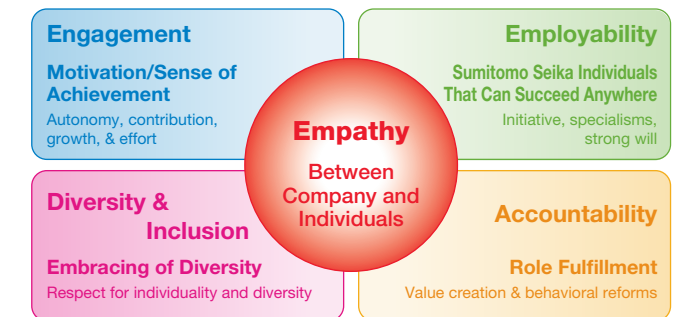 Engagement
Motivation/Sense of
Achievement
Autonomy, contribution,
growth, & effort
Employability
Sumitomo Seika Individuals
That Can Succeed Anywhere
Initiative, specialisms,
strong will
Empathy
Between
Company and
Individuals
Diversity &
Inclusion
Embracing of Diversity
Respect for individuality and diversity
Accountability
Role Fulfillment
Value creation & behavioral reforms